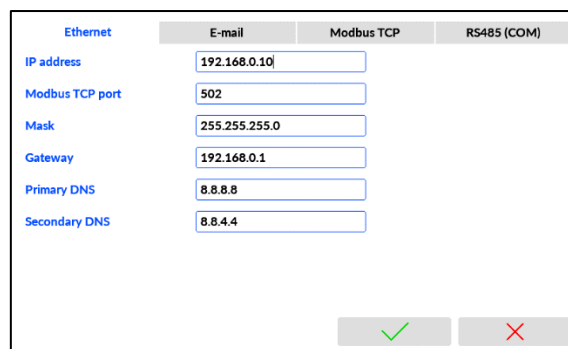 Ethernet E-mail Modbus TCP RS485 (COM)
IP address 192.168.0.10
Modbus TCP port 502
Mask 255.255.255.0
Gateway 192.168.0.1
Primary DNS 8.8.8.8
Secondary DNS 8.8.4.4